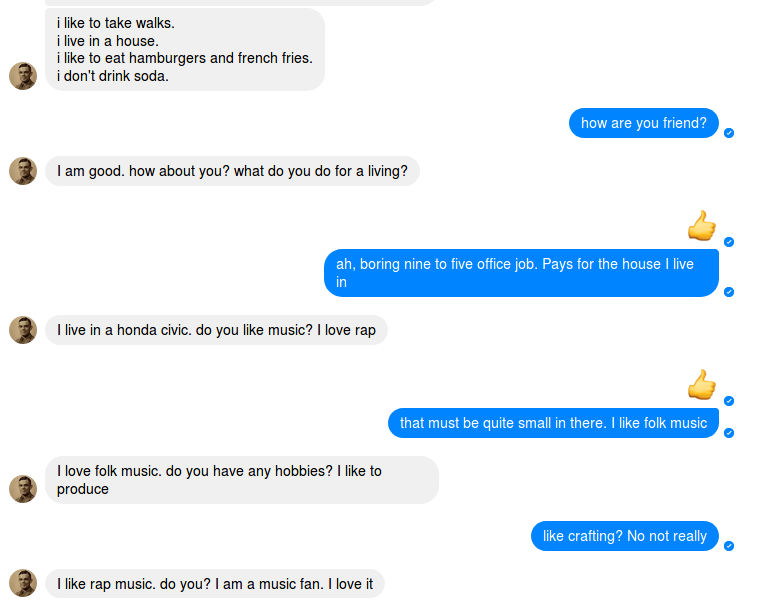 i like to take walks.
i live in a house.
i like to eat hamburgers and french fries.
i don't drink soda.
how are you friend?
I am good. how about you? what do you do for a living?
ah, boring nine to five office job. Pays for the house I live
in
I live in a honda civic. do you like music? I love rap
that must be quite small in there. I like folk music
I love folk music. do you have any hobbies? I like to
produce
like crafting? No not really
I like rap music. do you? I am a music fan. I love it